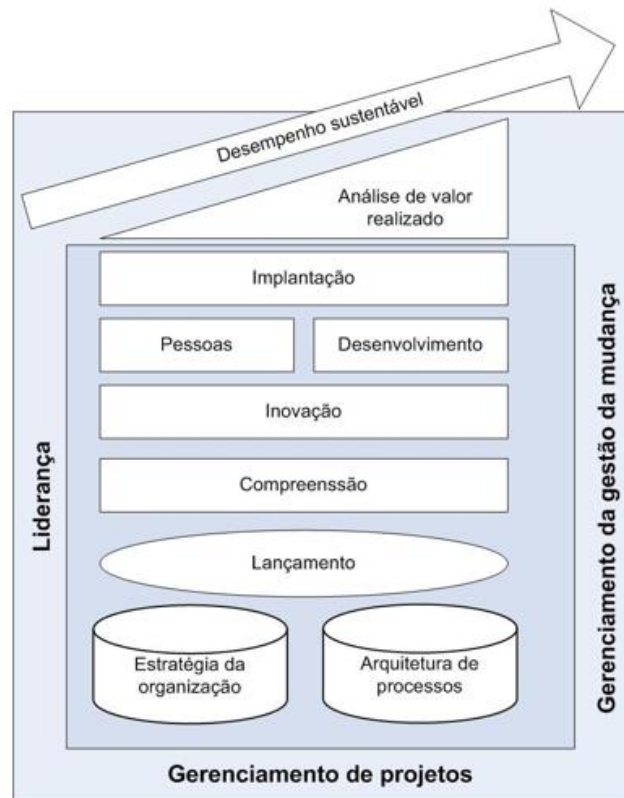 Desempenho sustentável
Análise de valor
realizado
Implantação
Pessoas
Desenvolvimento
Inovação
Compreenssão
Lançamento
Estratégia da
organização
Arquitetura de
processos
Liderança
Gerenciamento da gestão da mudança
Gerenciamento de projetos